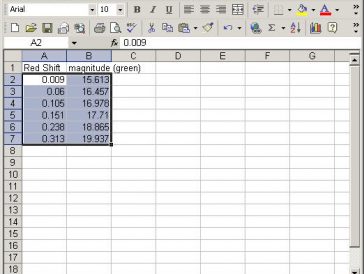 Arial 10 B I U
A2 fx 0.009
A B C D E F G
1 Red Shift magnitude (green)
2 0.009 15.613
3 0.06 16.457
4 0.105 16.978
5 0.151 17.71
6 0.238 18.865
7 0.313 19.937
8
9
10
11
12
13
14
15
16
17
18